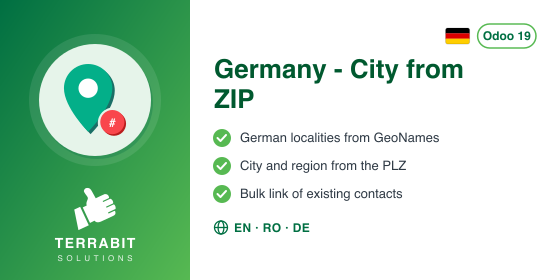 Odoo 19
Germany - City from
ZIP
German localities from GeoNames
City and region from the PLZ
Bulk link of existing contacts
EN · RO · DE
#
TERRABIT
SOLUTIONS